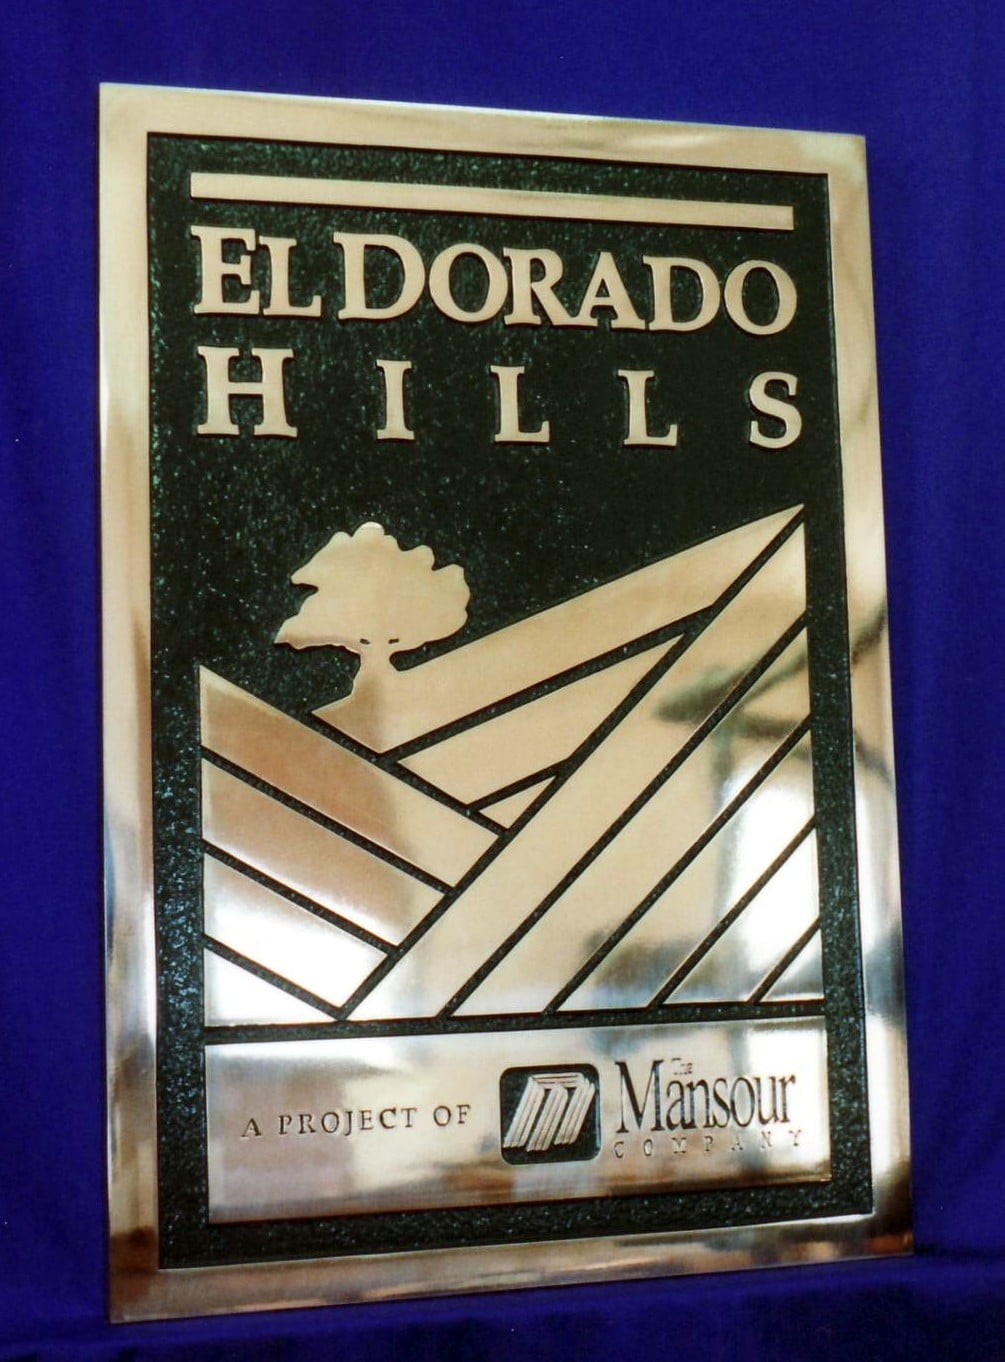 EL DORADO
HILLS
A PROJECT OF
The
Mansour
COMPANY